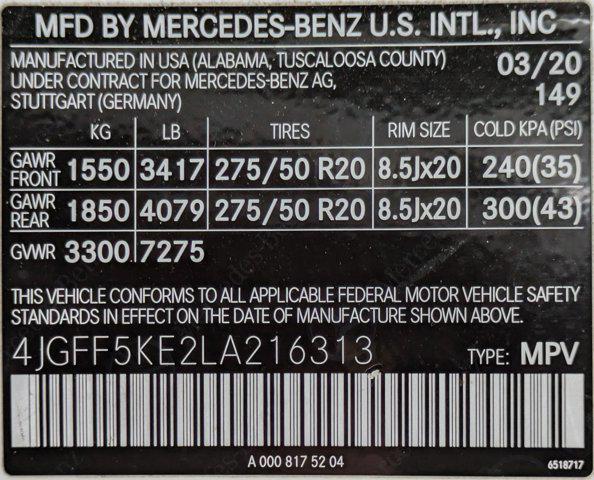 MFD BY MERCEDES-BENZ U.S. INTL., INC
MANUFACTURED IN USA (ALABAMA, TUSCALOOSA COUNTY) 03/20
UNDER CONTRACT FOR MERCEDES-BENZ AG,
STUTTGART (GERMANY) 149
KG LB TIRES RIM SIZE COLD KPA (PSI)
GAWR FRONT 1550 3417 275/50 R20 8.5Jx20 240(35)
GAWR REAR 1850 4079 275/50 R20 8.5Jx20 300(43)
GVWR 3300 7275
THIS VEHICLE CONFORMS TO ALL APPLICABLE FEDERAL MOTOR VEHICLE SAFETY
STANDARDS IN EFFECT ON THE DATE OF MANUFACTURE SHOWN ABOVE.
4JGFF5KE2LA216313 TYPE: MPV
A 000 817 52 04 6518717